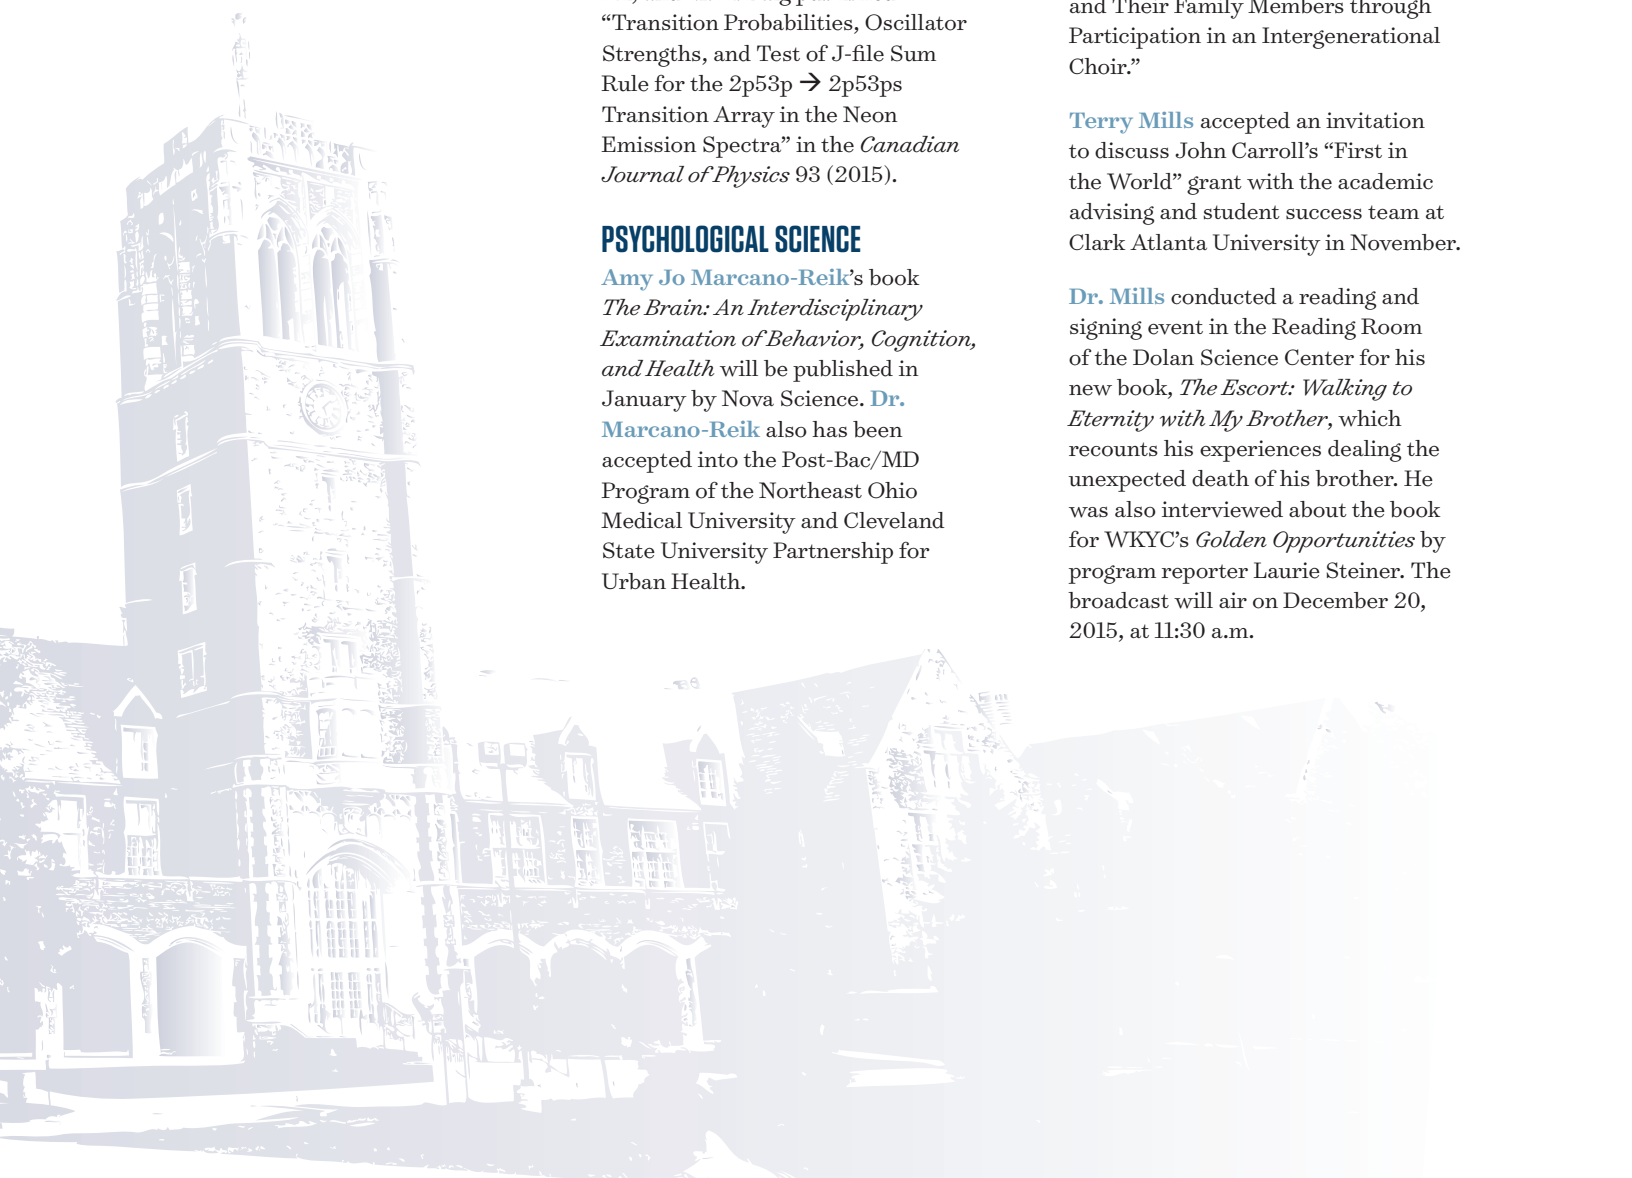 “Transition Probabilities, Oscillator
Strengths, and Test of J-file Sum
Rule for the 2p53p → 2p53ps
Transition Array in the Neon
Emission Spectra” in the Canadian
Journal of Physics 93 (2015).
PSYCHOLOGICAL SCIENCE
Amy Jo Marcano-Reik’s book
The Brain: An Interdisciplinary
Examination of Behavior, Cognition,
and Health will be published in
January by Nova Science. Dr.
Marcano-Reik also has been
accepted into the Post-Bac/MD
Program of the Northeast Ohio
Medical University and Cleveland
State University Partnership for
Urban Health.
and Their Family Members through
Participation in an Intergenerational
Choir.”
Terry Mills accepted an invitation
to discuss John Carroll’s “First in
the World” grant with the academic
advising and student success team at
Clark Atlanta University in November.
Dr. Mills conducted a reading and
signing event in the Reading Room
of the Dolan Science Center for his
new book, The Escort: Walking to
Eternity with My Brother, which
recounts his experiences dealing the
unexpected death of his brother. He
was also interviewed about the book
for WKYC’s Golden Opportunities by
program reporter Laurie Steiner. The
broadcast will air on December 20,
2015, at 11:30 a.m.